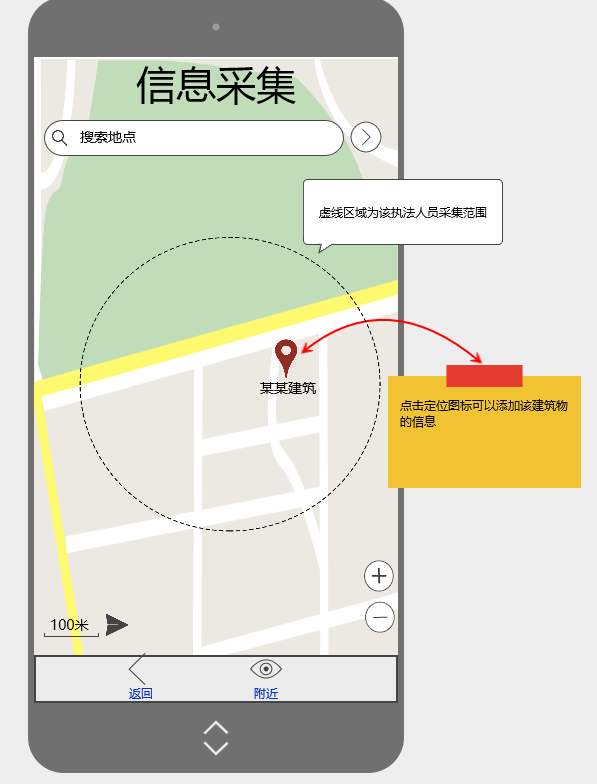 信息采集
搜索地点
虚线区域为该执法人员采集范围
某某建筑
点击定位图标可以添加该建筑物
的信息
100米
返回
附近